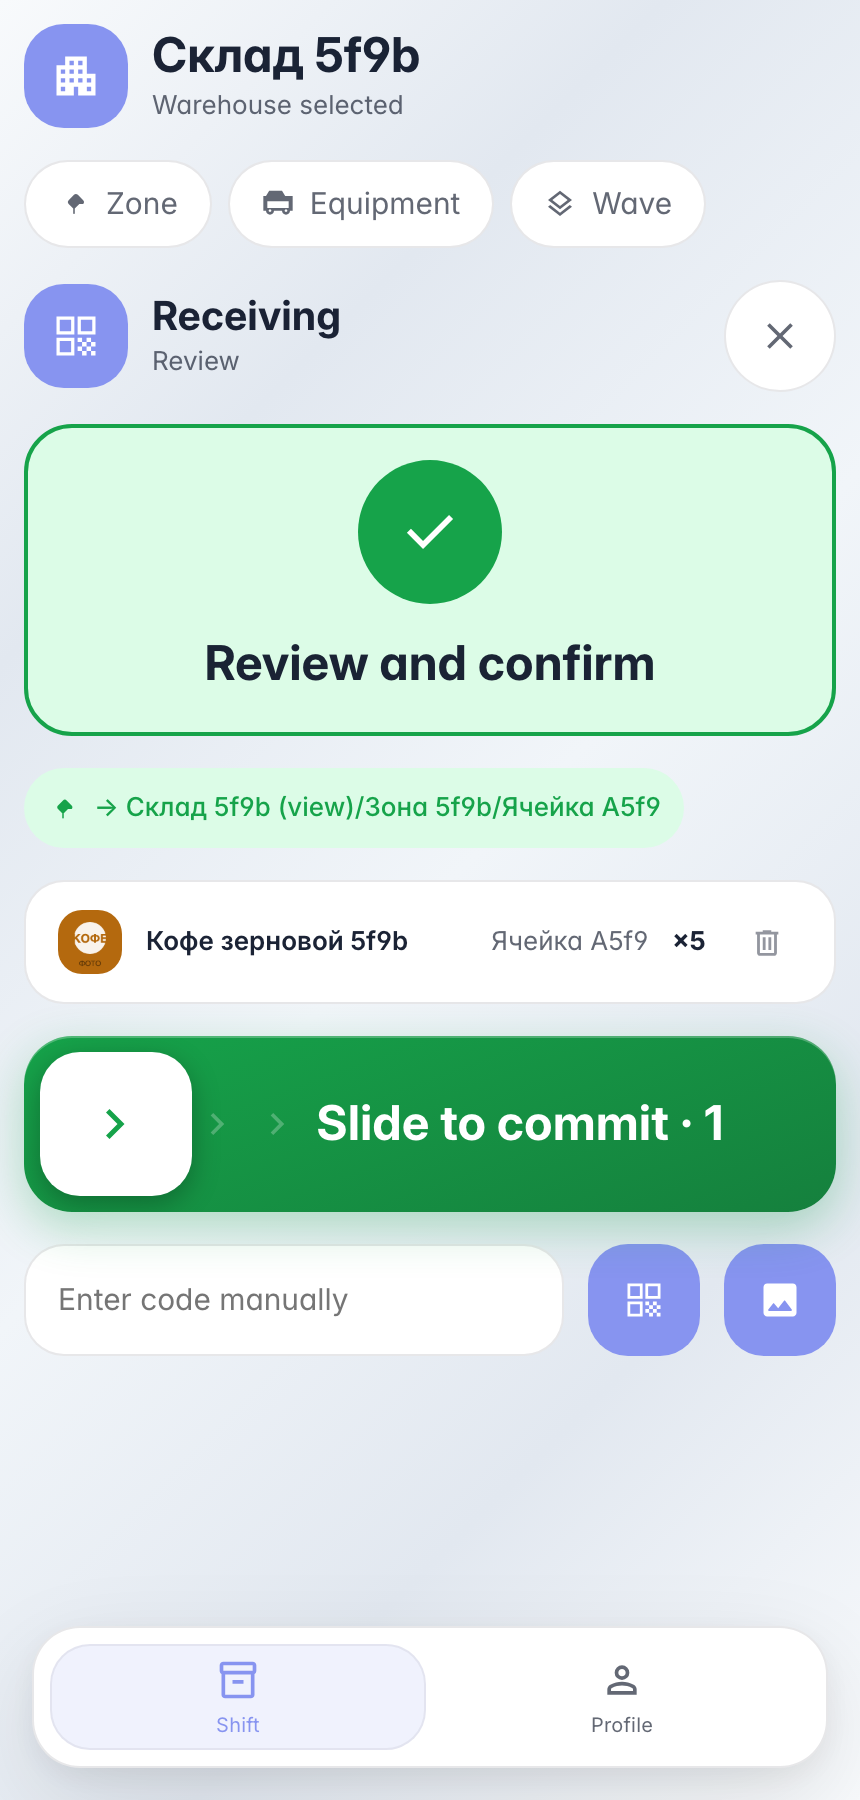 Склад 5f9b
Warehouse selected
Zone
Equipment
Wave
Receiving
Review
Review and confirm
→ Склад 5f9b (view)/Зона 5f9b/Ячейка A5f9
КОФЕ
ФОТО
Кофе зерновой 5f9b
Ячейка A5f9
×5
Slide to commit · 1
Enter code manually
Shift
Profile